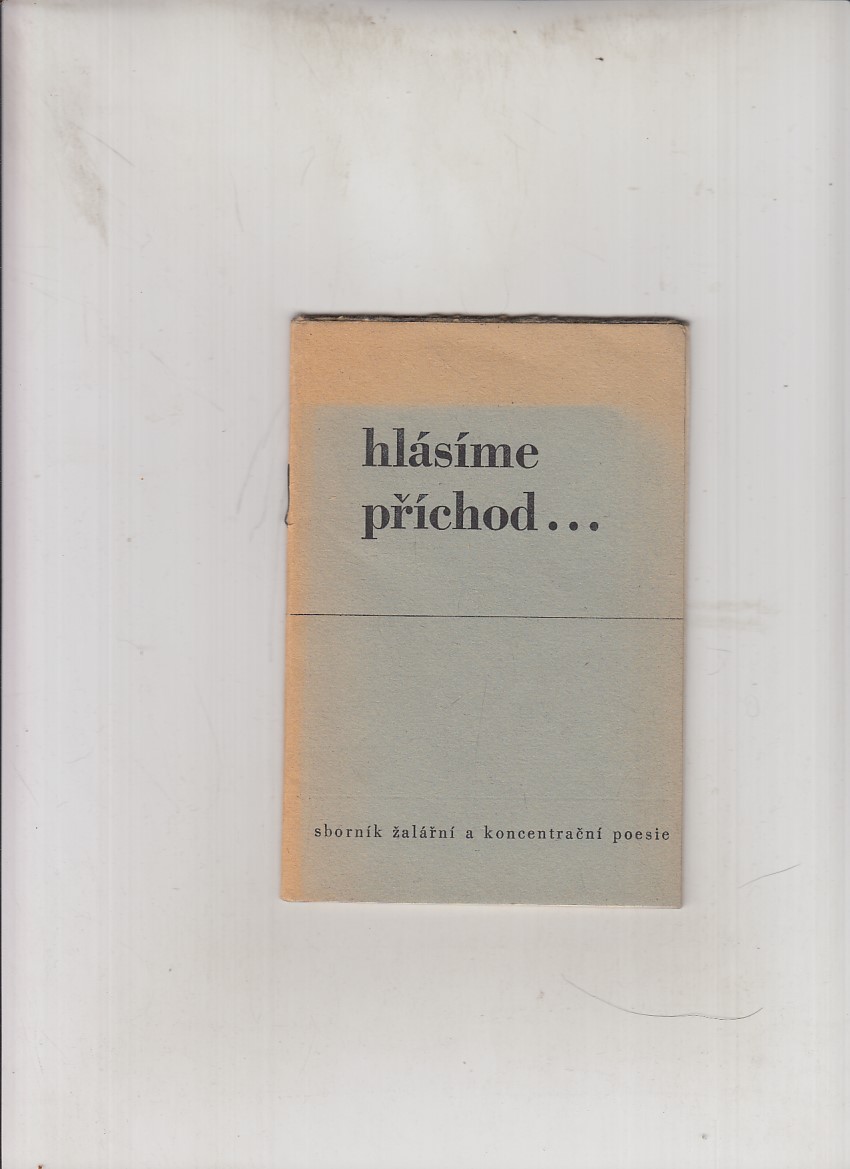 hlásíme
příchod...
sborník žalářní a koncentrační poesie